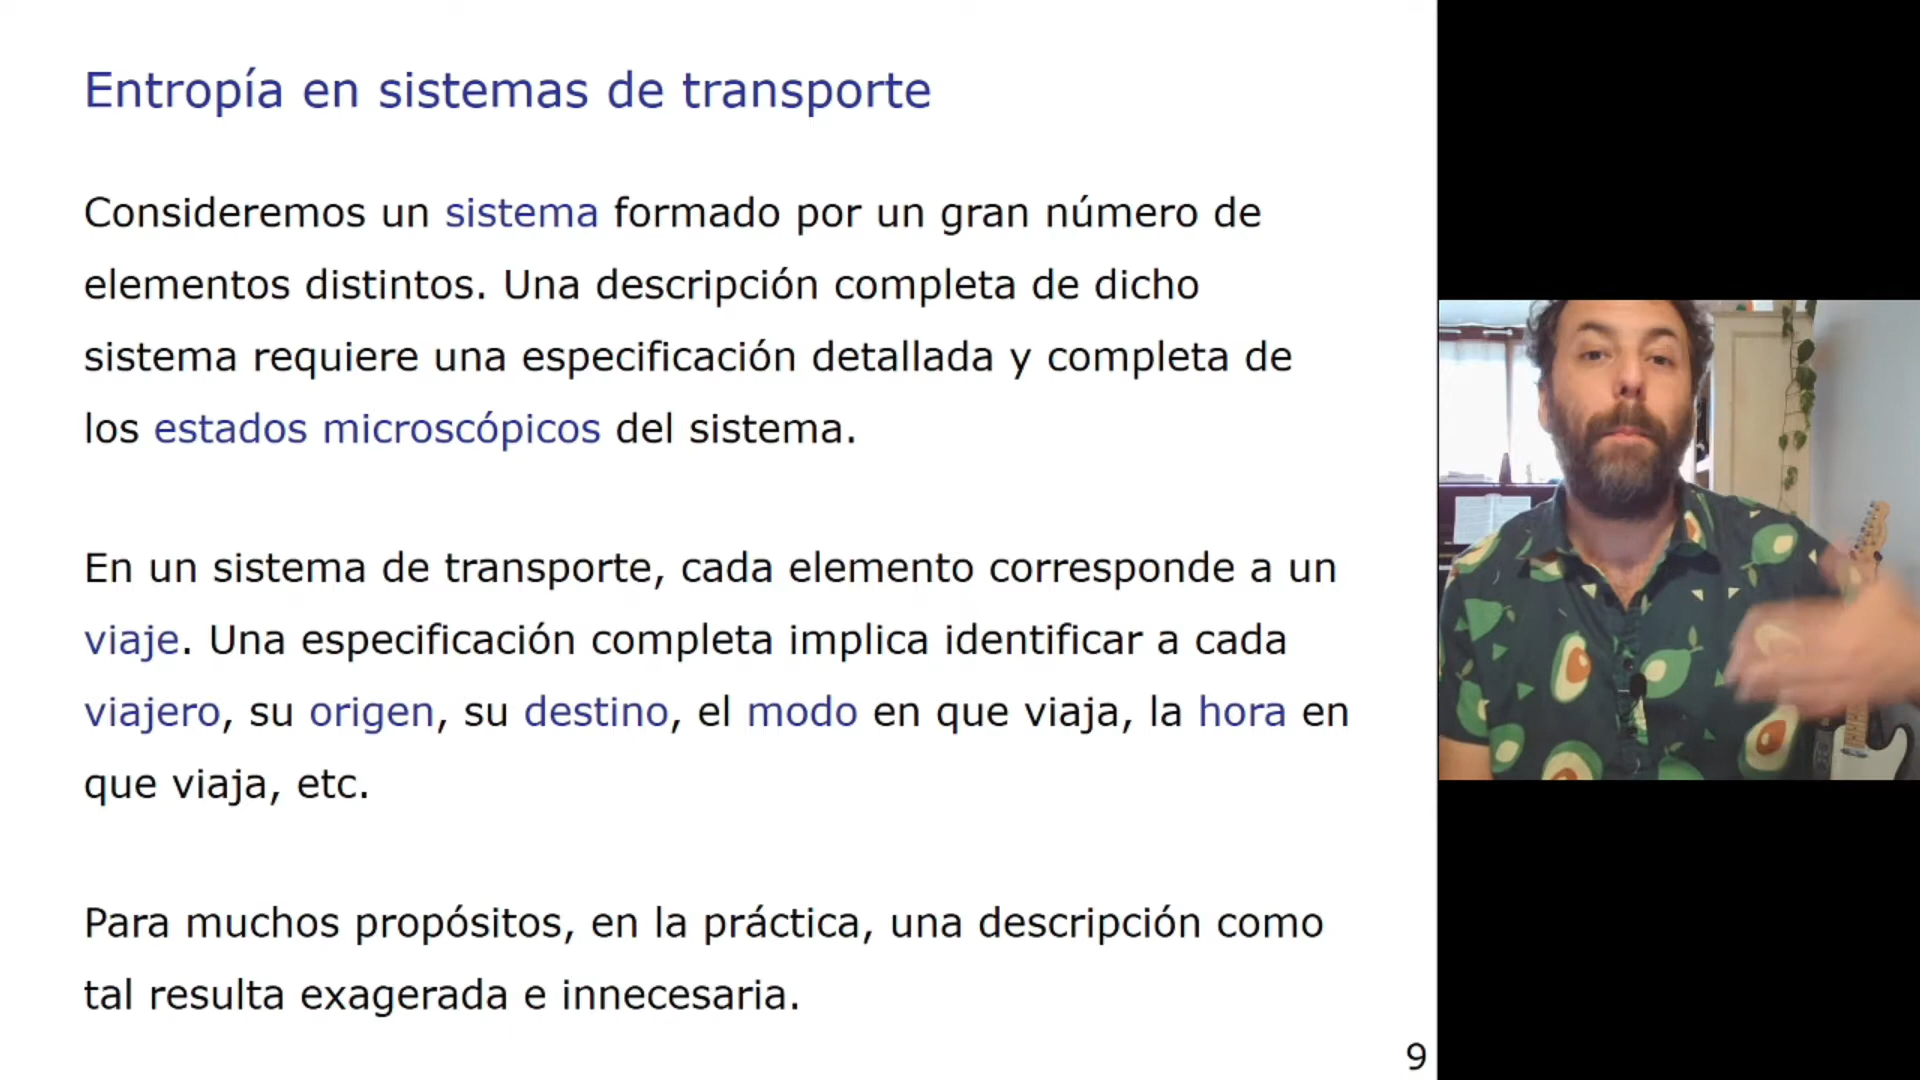 Entropía en sistemas de transporte
Consideremos un sistema formado por un gran número de
elementos distintos. Una descripción completa de dicho
sistema requiere una especificación detallada y completa de
los estados microscópicos del sistema.
En un sistema de transporte, cada elemento corresponde a un
viaje. Una especificación completa implica identificar a cada
viajero, su origen, su destino, el modo en que viaja, la hora en
que viaja, etc.
Para muchos propósitos, en la práctica, una descripción como
tal resulta exagerada e innecesaria.
9